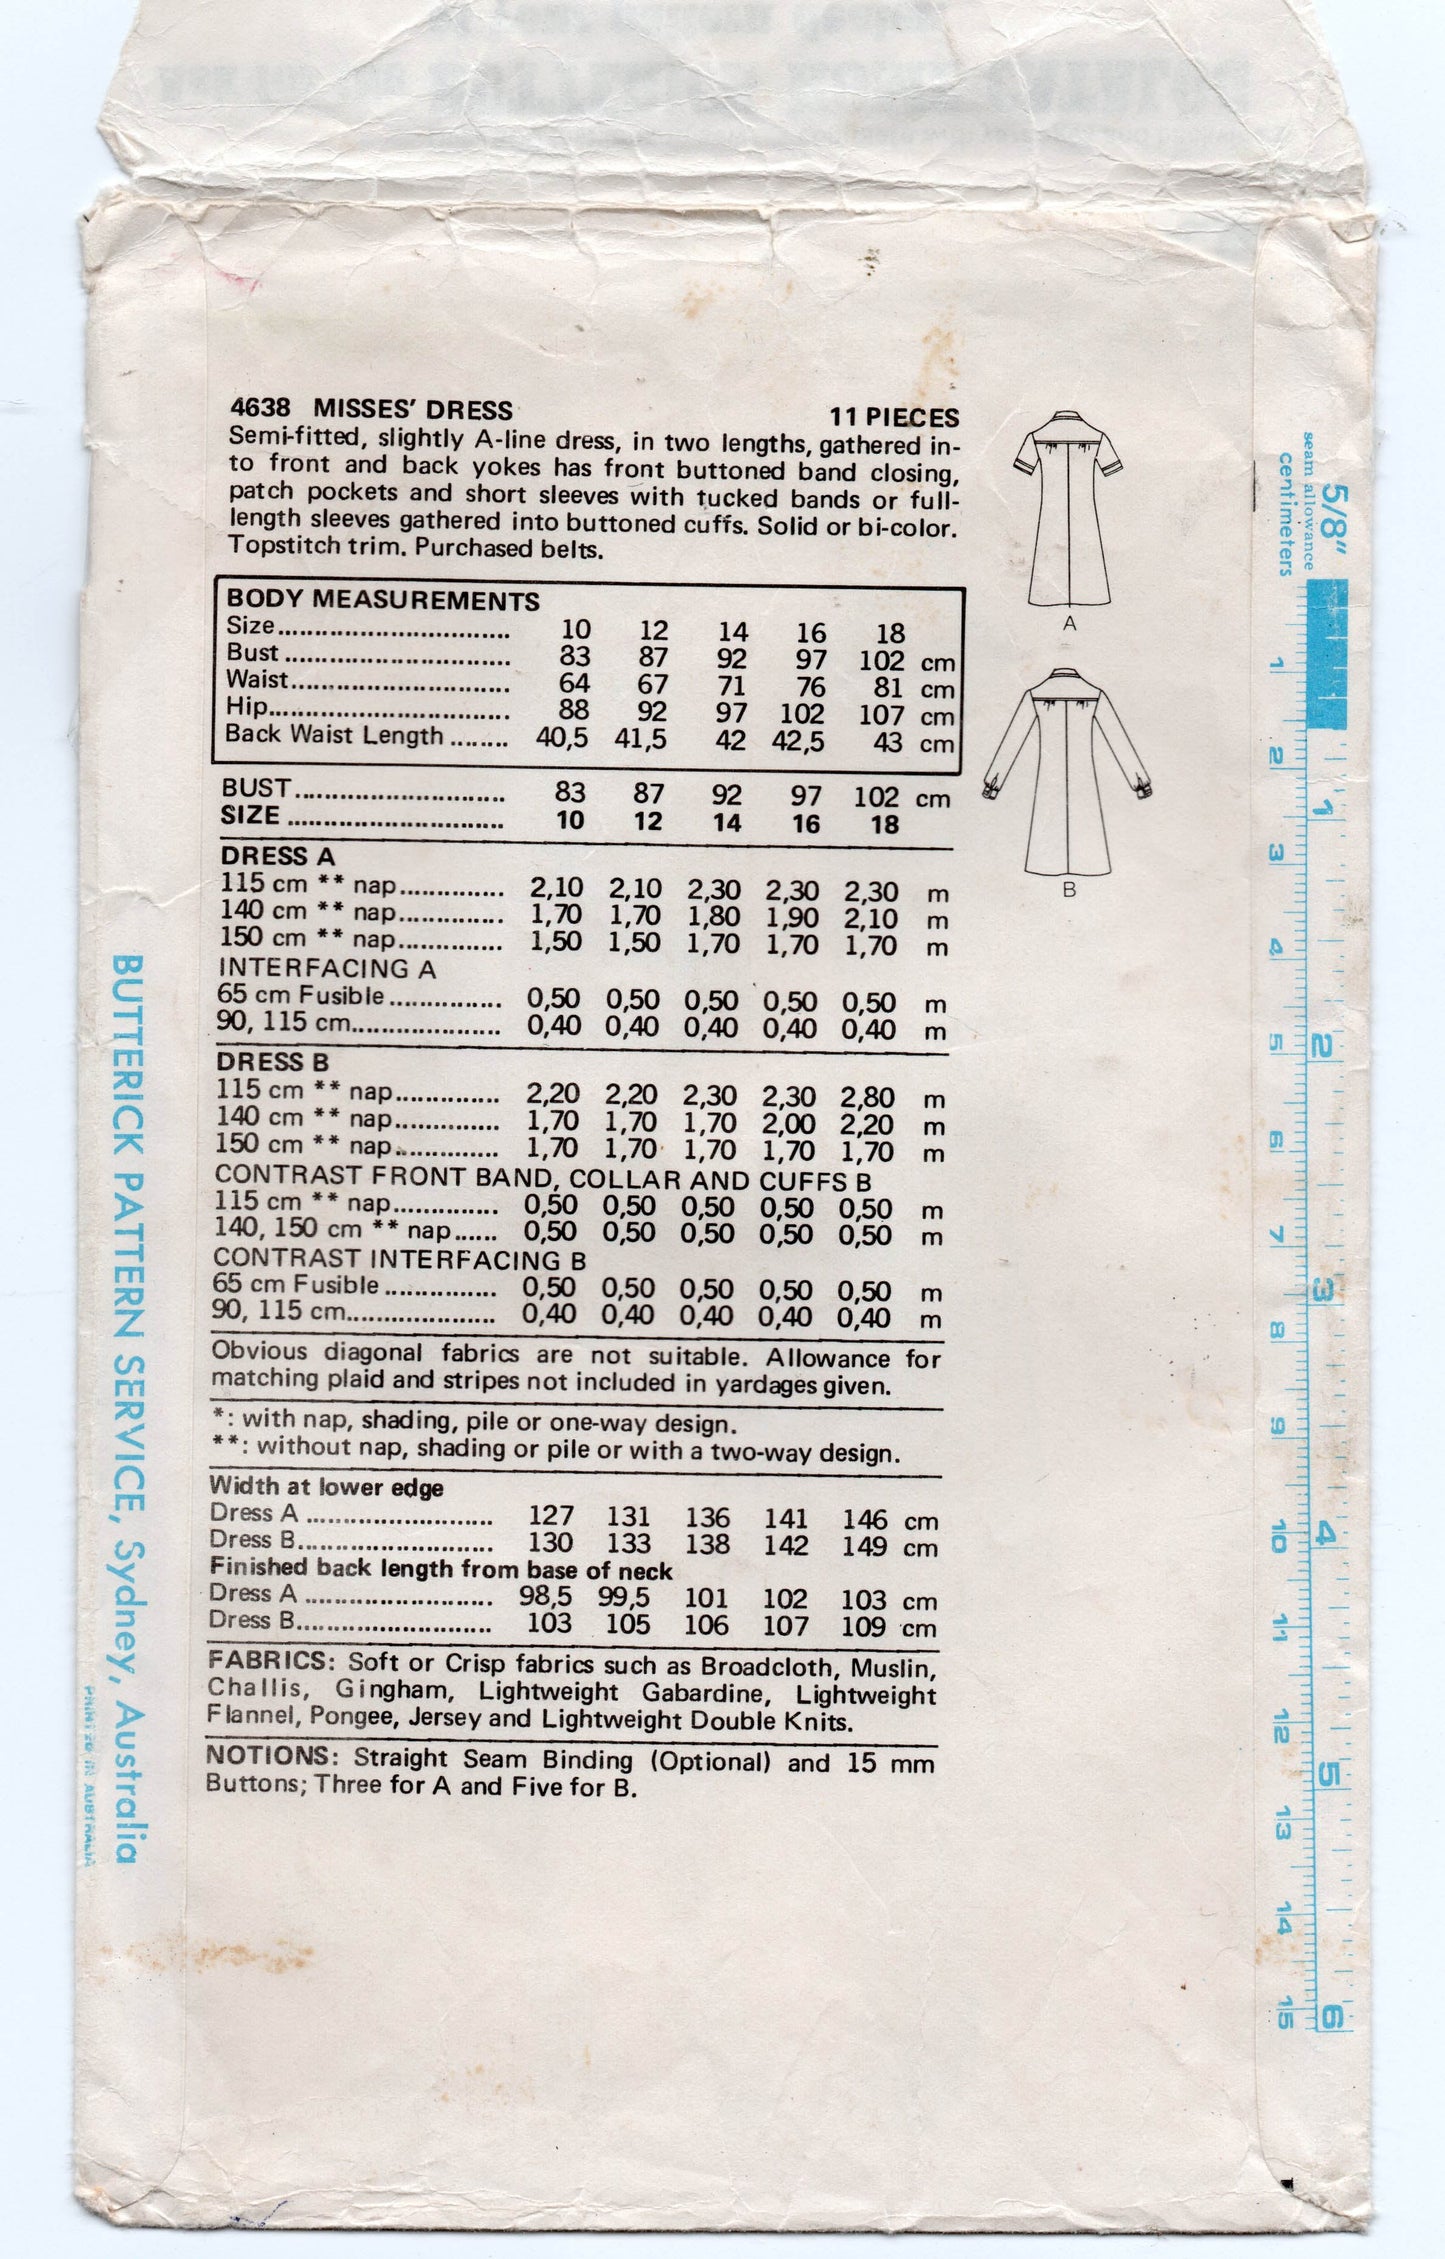 4638 MISSES' DRESS 11 PIECES
Semi-fitted, slightly A-line dress, in two lengths, gathered in-
to front and back yokes has front buttoned band closing,
patch pockets and short sleeves with tucked bands or full-
length sleeves gathered into buttoned cuffs. Solid or bi-color.
Topstitch trim. Purchased belts.
BODY MEASUREMENTS
Size............................... 10 12 14 16 18
Bust .............................. 83 87 92 97 102 cm
Waist.............................. 64 67 71 76 81 cm
Hip................................ 88 92 97 102 107 cm
Back Waist Length ........ 40,5 41,5 42 42,5 43 cm
BUST............................ 83 87 92 97 102 cm
SIZE ............................. 10 12 14 16 18
DRESS A
115 cm ** nap.............. 2,10 2,10 2,30 2,30 2,30 m
140 cm ** nap.............. 1,70 1,70 1,80 1,90 2,10 m
150 cm ** nap.............. 1,50 1,50 1,70 1,70 1,70 m
INTERFACING A
65 cm Fusible............... 0,50 0,50 0,50 0,50 0,50 m
90, 115 cm.................... 0,40 0,40 0,40 0,40 0,40 m
DRESS B
115 cm ** nap.............. 2,20 2,20 2,30 2,30 2,80 m
140 cm ** nap.............. 1,70 1,70 1,70 2,00 2,20 m
150 cm ** nap.............. 1,70 1,70 1,70 1,70 1,70 m
CONTRAST FRONT BAND, COLLAR AND CUFFS B
115 cm ** nap.............. 0,50 0,50 0,50 0,50 0,50 m
140, 150 cm ** nap...... 0,50 0,50 0,50 0,50 0,50 m
CONTRAST INTERFACING B
65 cm Fusible ............... 0,50 0,50 0,50 0,50 0,50 m
90, 115 cm.................... 0,40 0,40 0,40 0,40 0,40 m
Obvious diagonal fabrics are not suitable. Allowance for
matching plaid and stripes not included in yardages given.
*: with nap, shading, pile or one-way design.
**: without nap, shading or pile or with a two-way design.
Width at lower edge
Dress A ......................... 127 131 136 141 146 cm
Dress B.......................... 130 133 138 142 149 cm
Finished back length from base of neck
Dress A ......................... 98,5 99,5 101 102 103 cm
Dress B.......................... 103 105 106 107 109 cm
FABRICS: Soft or Crisp fabrics such as Broadcloth, Muslin,
Challis, Gingham, Lightweight Gabardine, Lightweight
Flannel, Pongee, Jersey and Lightweight Double Knits.
NOTIONS: Straight Seam Binding (Optional) and 15 mm
Buttons; Three for A and Five for B.
A
B
BUTTERICK PATTERN SERVICE, Sydney, Australia
PRINTED IN AUSTRALIA
5/8"
seam allowance
centimeters
1 2 3 4 5 6 7 8 9 10 11 12 13 14 15
1 2 3 4 5 6